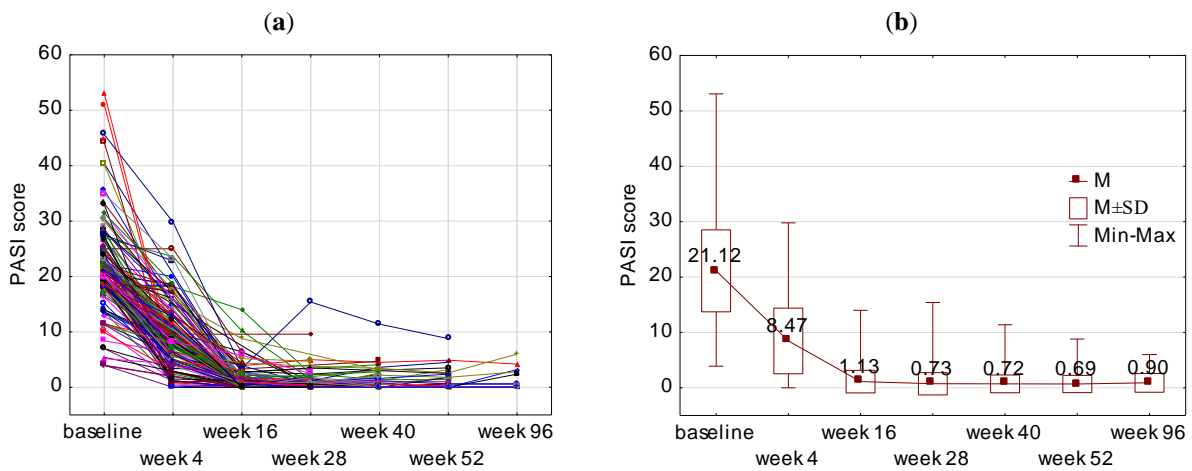 (a)
60
50
40
30
20
10
0
PASI score
baseline week 16 week 40 week 96
week 4 week 28 week 52
(b)
60
50
40
30
20
10
0
PASI score
21.12
8.47
1.13
0.73
0.72
0.69
0.90
M
M±SD
Min-Max
baseline week 16 week 40 week 96
week 4 week 28 week 52